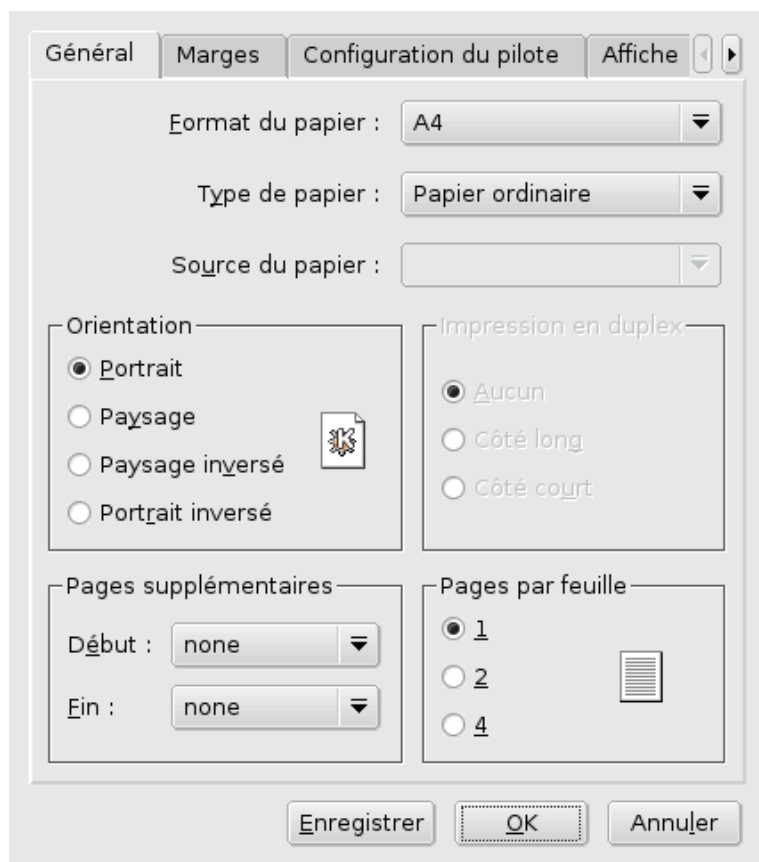 Général Marges Configuration du pilote Affiche
Format du papier : A4
Type de papier : Papier ordinaire
Source du papier :
Orientation
Portrait
Paysage
Paysage inversé
Portrait inversé
Impression en duplex
Aucun
Côté long
Côté court
Pages supplémentaires
Début : none
Fin : none
Pages par feuille
1
2
4
Enregistrer OK Annuler